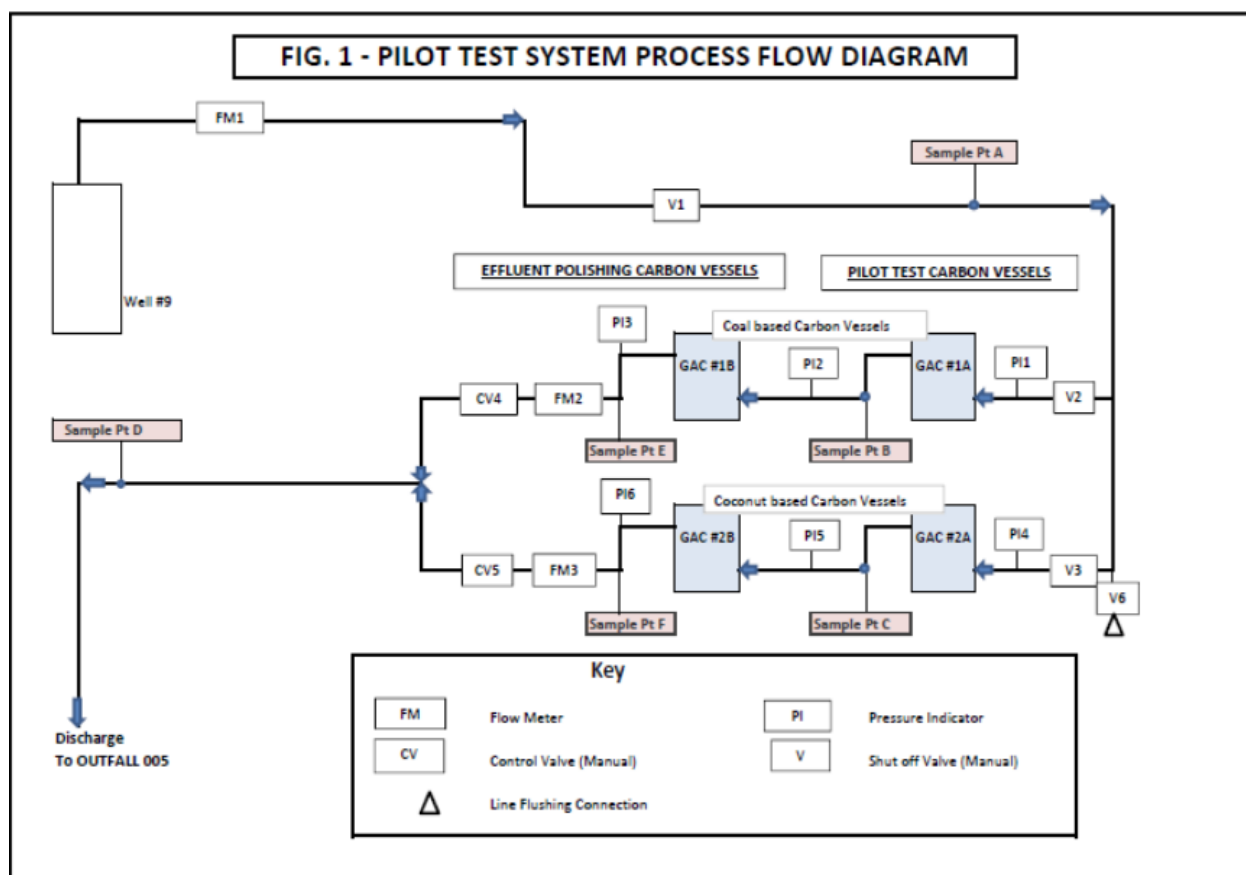 FIG. 1 - PILOT TEST SYSTEM PROCESS FLOW DIAGRAM
FM1
Sample Pt A
V1
Well #9
EFFLUENT POLISHING CARBON VESSELS
PILOT TEST CARBON VESSELS
Coal based Carbon Vessels
PI3
GAC #1B
PI2
GAC #1A
PI1
CV4
FM2
V2
Sample Pt D
Sample Pt E
Sample Pt B
Coconut based Carbon Vessels
PI6
GAC #2B
PI5
GAC #2A
PI4
CV5
FM3
V3
V6
Sample Pt F
Sample Pt C
Key
FM
Flow Meter
PI
Pressure Indicator
CV
Control Valve (Manual)
V
Shut off Valve (Manual)
Line Flushing Connection
Discharge
To OUTFALL 005